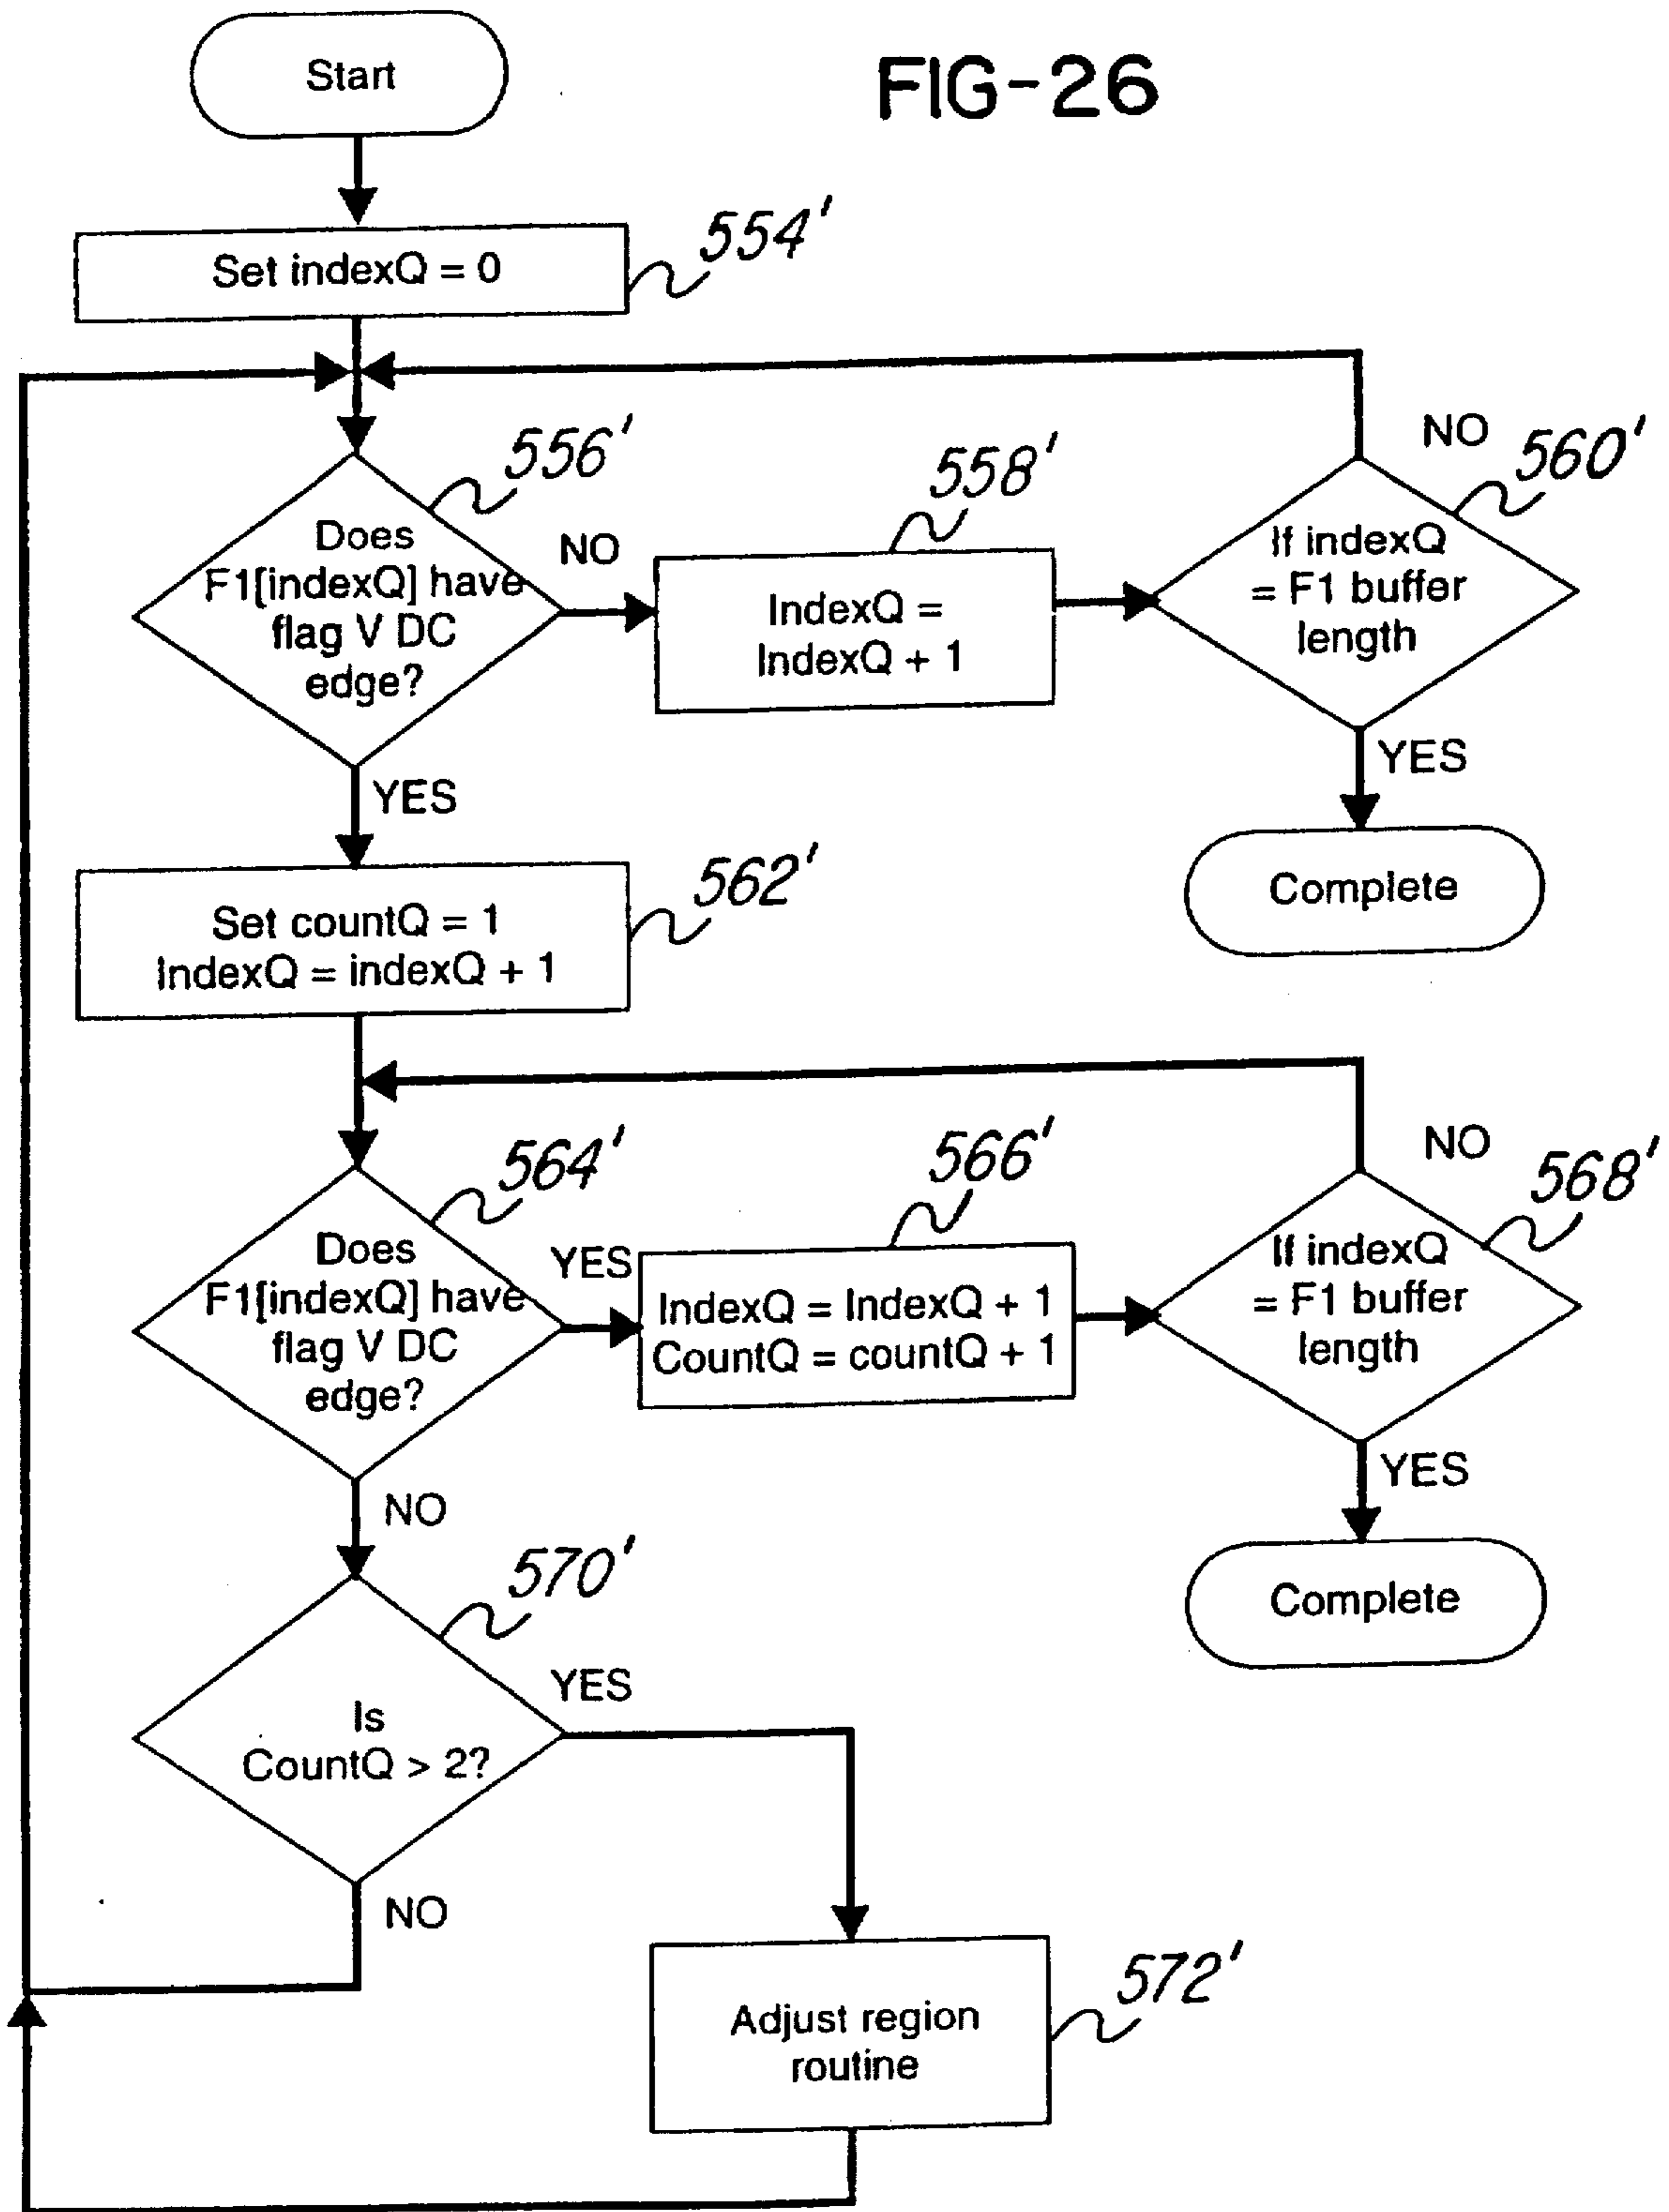 Start
FIG-26
Set indexQ = 0
554'
Does
F1[indexQ] have
flag V DC
edge?
556'
NO
IndexQ =
IndexQ + 1
558'
If indexQ
= F1 buffer
length
560'
NO
YES
Complete
YES
Set countQ = 1
IndexQ = indexQ + 1
562'
Does
F1[indexQ] have
flag V DC
edge?
564'
YES
IndexQ = IndexQ + 1
CountQ = countQ + 1
566'
If indexQ
= F1 buffer
length
568'
NO
YES
Complete
NO
Is
CountQ > 2?
570'
YES
NO
Adjust region
routine
572'